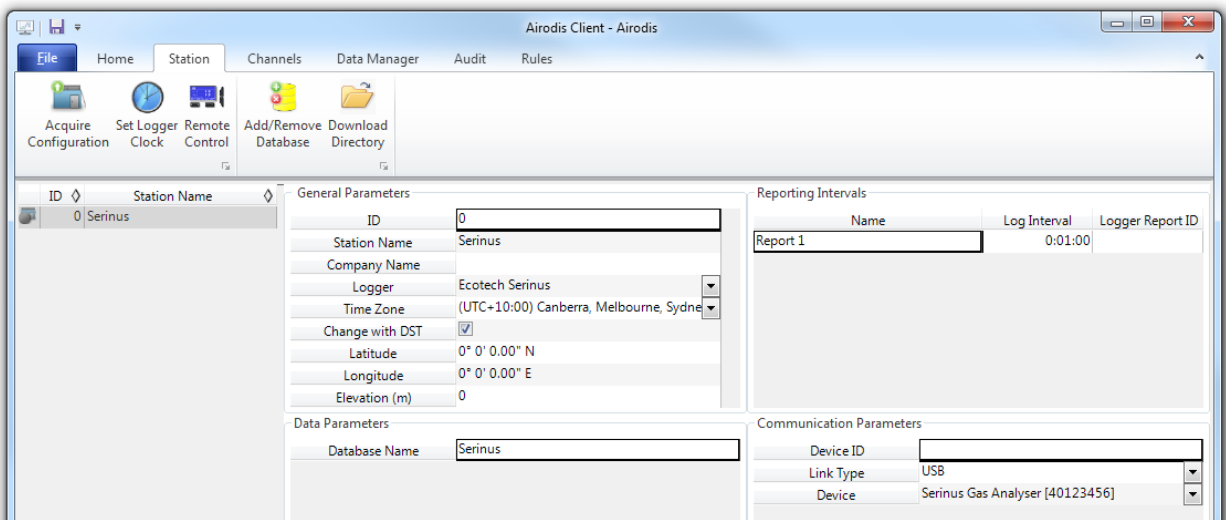 Airodis Client - Airodis
File Home Station Channels Data Manager Audit Rules
Acquire Configuration
Set Logger Clock
Remote Control
Add/Remove Database
Download Directory
ID Station Name
0 Serinus
General Parameters
ID 0
Station Name Serinus
Company Name
Logger Ecotech Serinus
Time Zone (UTC+10:00) Canberra, Melbourne, Sydne
Change with DST
Latitude 0° 0' 0.00" N
Longitude 0° 0' 0.00" E
Elevation (m) 0
Reporting Intervals
Name Log Interval Logger Report ID
Report 1 0:01:00
Data Parameters
Database Name Serinus
Communication Parameters
Device ID
Link Type USB
Device Serinus Gas Analyser [40123456]